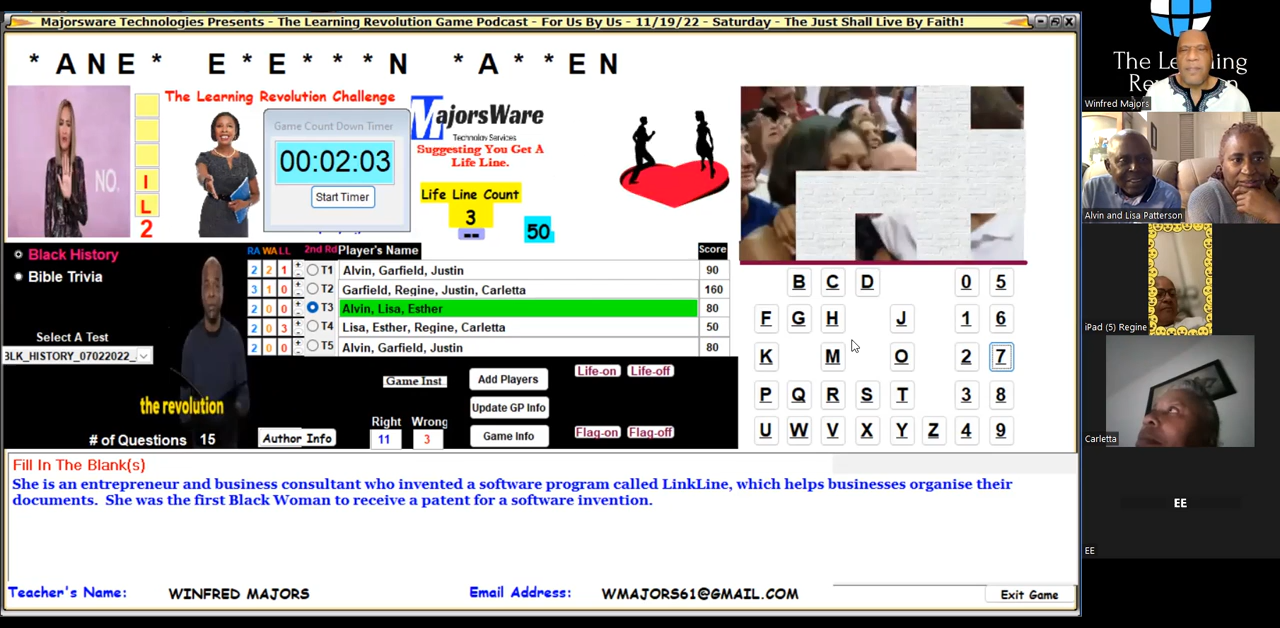 Majorsware Technologies Presents - The Learning Revolution Game Podcast - For Us By Us - 11/19/22 - Saturday - The Just Shall Live By Faith!
* A N E * E * E * * * N * A * * E N
The Learning Revolution Challenge
NO.
I
L
2
Game Count Down Timer
00:02:03
Start Timer
MajorsWare
Technology Services
Suggesting You Get A
Life Line.
Life Line Count
3
--
50
Black History
Bible Trivia
Select A Test
BLK_HISTORY_07022022_
the revolution
# of Questions 15
RA WA LL 2nd Rd Player's Name Score
2 2 1 + - T1 Alvin, Garfield, Justin 90
3 1 0 + - T2 Garfield, Regine, Justin, Carletta 160
2 0 0 + - T3 Alvin, Lisa, Esther 80
2 0 3 + - T4 Lisa, Esther, Regine, Carletta 50
2 0 0 + - T5 Alvin, Garfield, Justin 80
Game Inst
Add Players
Life-on Life-off
Update GP Info
Right Wrong
11 3
Author Info
Game Info
Flag-on Flag-off
B C D 0 5
F G H J 1 6
K M O 2 7
P Q R S T 3 8
U W V X Y Z 4 9
Fill In The Blank(s)
She is an entrepreneur and business consultant who invented a software program called LinkLine, which helps businesses organise their
documents. She was the first Black Woman to receive a patent for a software invention.
Teacher's Name: WINFRED MAJORS Email Address: WMAJORS61@GMAIL.COM Exit Game
The Le
ing
Re
Winfred Majors
Alvin and Lisa Patterson
iPad (5) Regine
Carletta
EE
EE